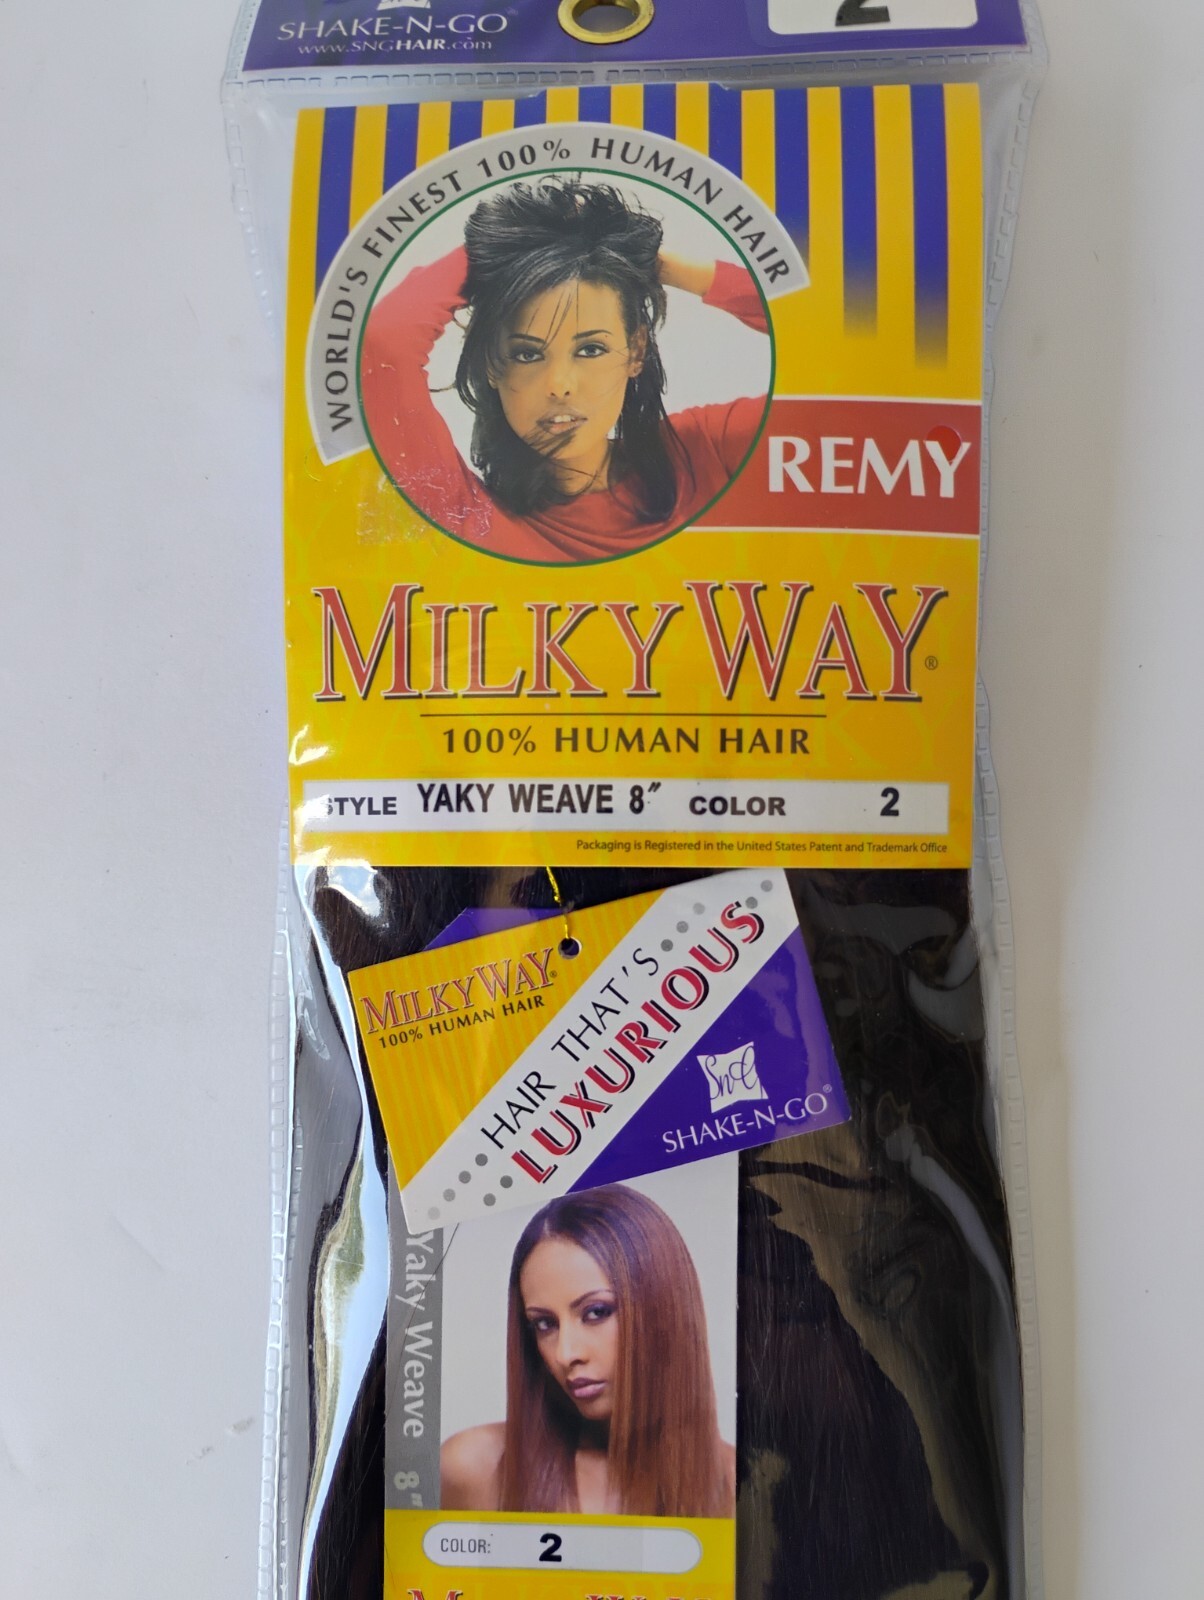 SHAKE-N-GO
www.SNGHAIR.com
2
WORLD'S FINEST 100% HUMAN HAIR
REMY
MILKY WAY®
100% HUMAN HAIR
STYLE YAKY WEAVE 8" COLOR 2
Packaging is Registered in the United States Patent and Trademark Office
MILKY WAY®
100% HUMAN HAIR
HAIR THAT'S
LUXURIOUS
SnG
SHAKE-N-GO®
Yaky Weave 8"
COLOR: 2